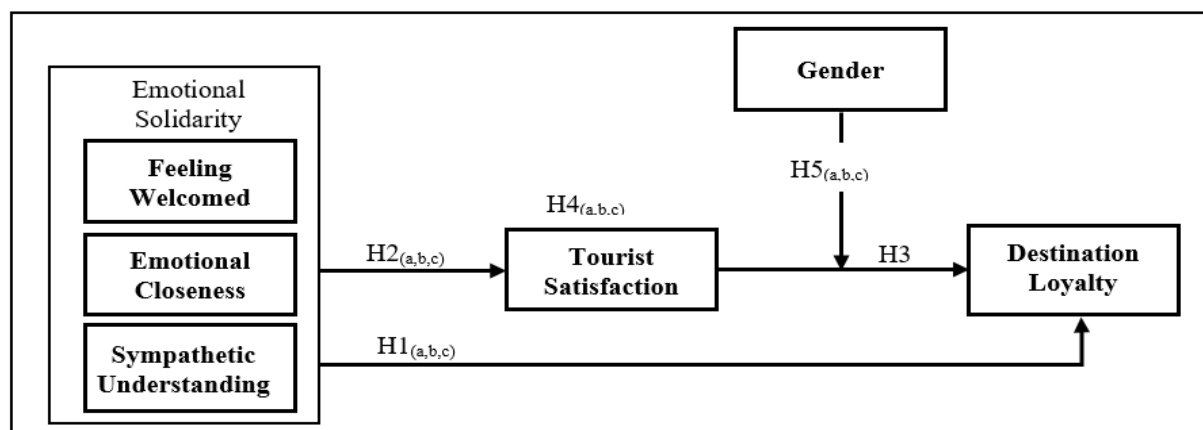 Emotional
Solidarity
Feeling
Welcomed
Emotional
Closeness
Sympathetic
Understanding
H2(a,b,c)
H1(a,b,c)
H4(a,b,c)
Tourist
Satisfaction
Gender
H5(a,b,c)
H3
Destination
Loyalty